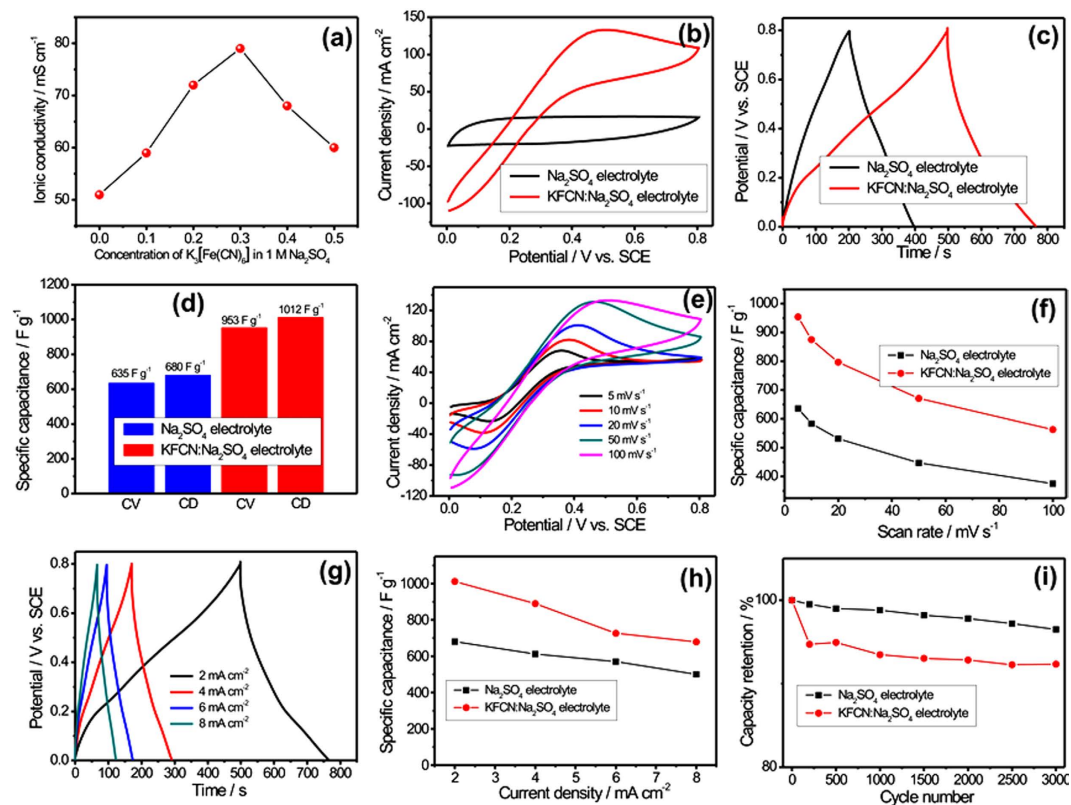 (a)
Ionic conductivity / mS cm⁻¹
80
70
60
50
0.0 0.1 0.2 0.3 0.4 0.5
Concentration of K₃[Fe(CN)₆] in 1 M Na₂SO₄
(b)
Current density / mA cm⁻²
150
100
50
0
-50
-100
Na₂SO₄ electrolyte
KFCN:Na₂SO₄ electrolyte
0.0 0.2 0.4 0.6 0.8
Potential / V vs. SCE
(c)
Potential / V vs. SCE
0.8
0.6
0.4
0.2
0.0
Na₂SO₄ electrolyte
KFCN:Na₂SO₄ electrolyte
0 100 200 300 400 500 600 700 800
Time / s
(d)
Specific capacitance / F g⁻¹
1200
1000
800
600
400
200
0
635 F g⁻¹
680 F g⁻¹
953 F g⁻¹
1012 F g⁻¹
Na₂SO₄ electrolyte
KFCN:Na₂SO₄ electrolyte
CV CD CV CD
(e)
Current density / mA cm⁻²
120
80
40
0
-40
-80
-120
5 mV s⁻¹
10 mV s⁻¹
20 mV s⁻¹
50 mV s⁻¹
100 mV s⁻¹
0.0 0.2 0.4 0.6 0.8
Potential / V vs. SCE
(f)
Specific capacitance / F g⁻¹
1000
900
800
700
600
500
400
Na₂SO₄ electrolyte
KFCN:Na₂SO₄ electrolyte
0 20 40 60 80 100
Scan rate / mV s⁻¹
(g)
Potential / V vs. SCE
0.8
0.6
0.4
0.2
0.0
2 mA cm⁻²
4 mA cm⁻²
6 mA cm⁻²
8 mA cm⁻²
0 100 200 300 400 500 600 700 800
Time / s
(h)
Specific capacitance / F g⁻¹
1000
800
600
400
200
0
Na₂SO₄ electrolyte
KFCN:Na₂SO₄ electrolyte
2 3 4 5 6 7 8
Current density / mA cm⁻²
(i)
Capacity retention / %
100
80
Na₂SO₄ electrolyte
KFCN:Na₂SO₄ electrolyte
0 500 1000 1500 2000 2500 3000
Cycle number